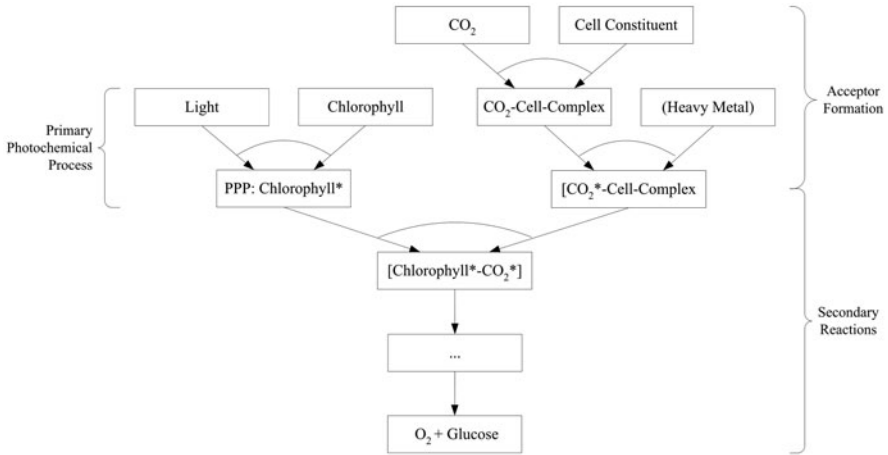 CO₂
Cell Constituent
Light
Chlorophyll
CO₂-Cell-Complex
(Heavy Metal)
Acceptor
Formation
Primary
Photochemical
Process
PPP: Chlorophyll*
[CO₂*-Cell-Complex
[Chlorophyll*-CO₂*]
Secondary
Reactions
...
O₂ + Glucose